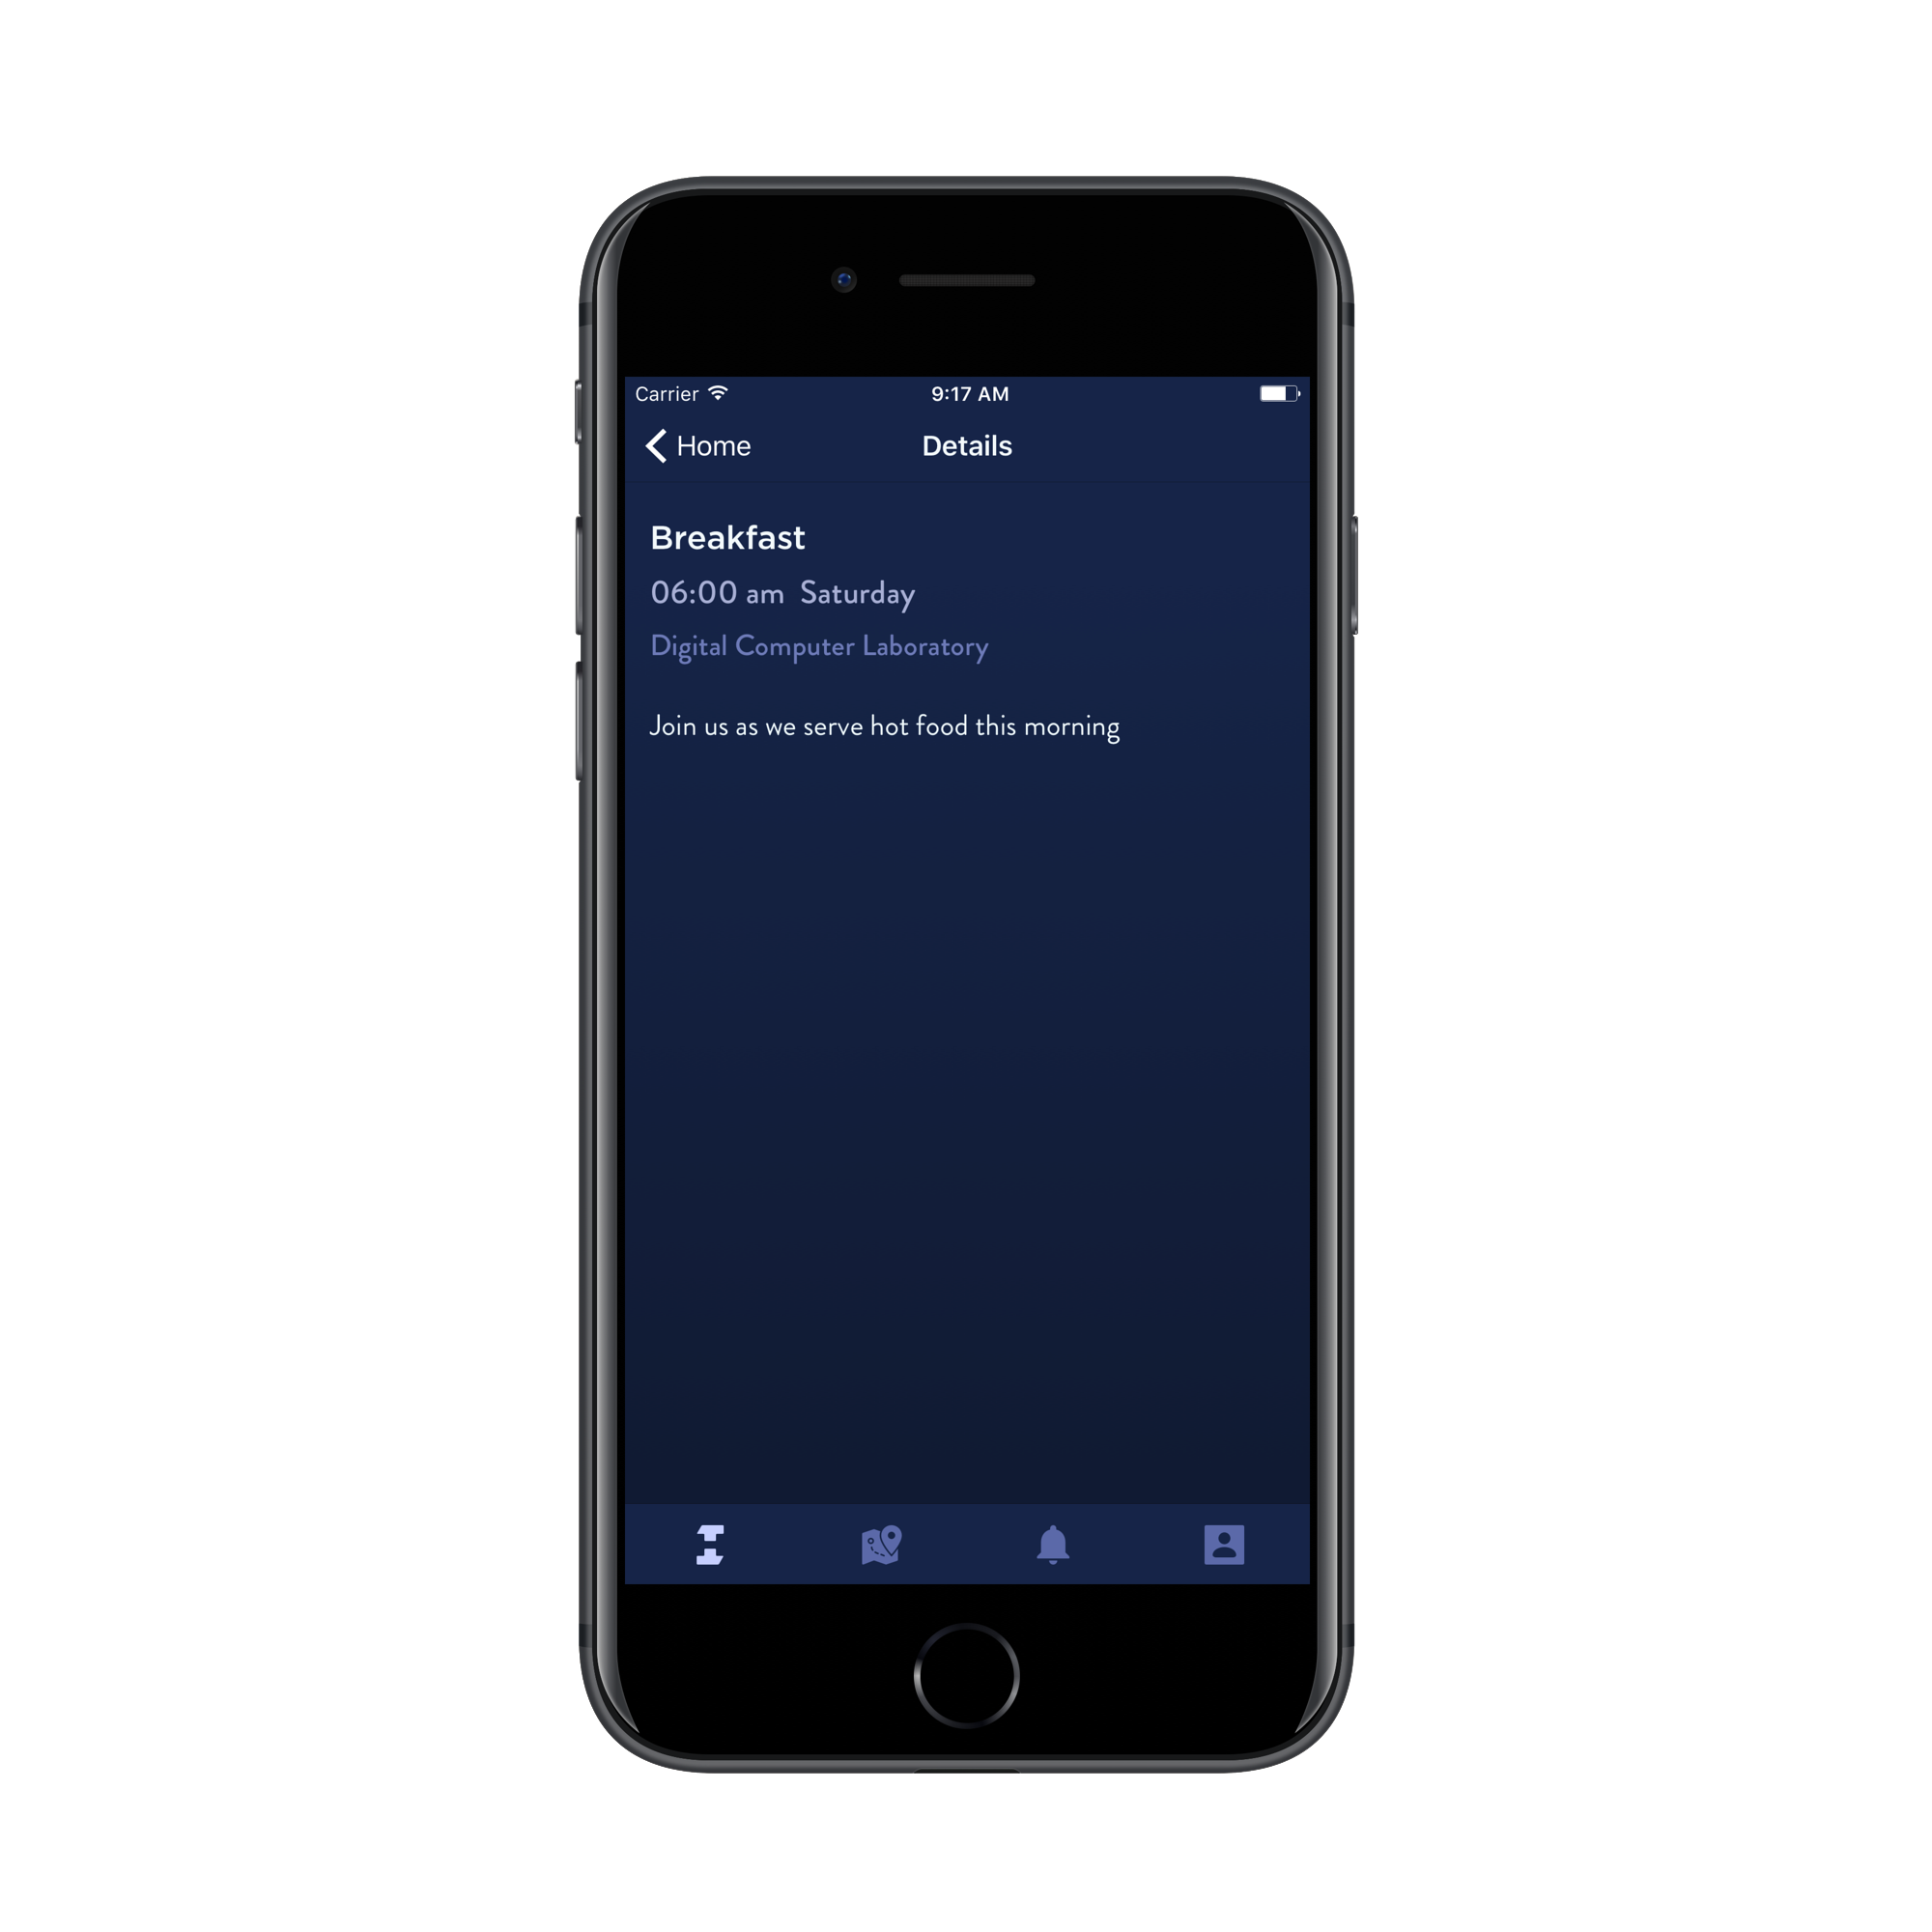 Carrier 9:17 AM
Home Details
Breakfast
06:00 am Saturday
Digital Computer Laboratory
Join us as we serve hot food this morning